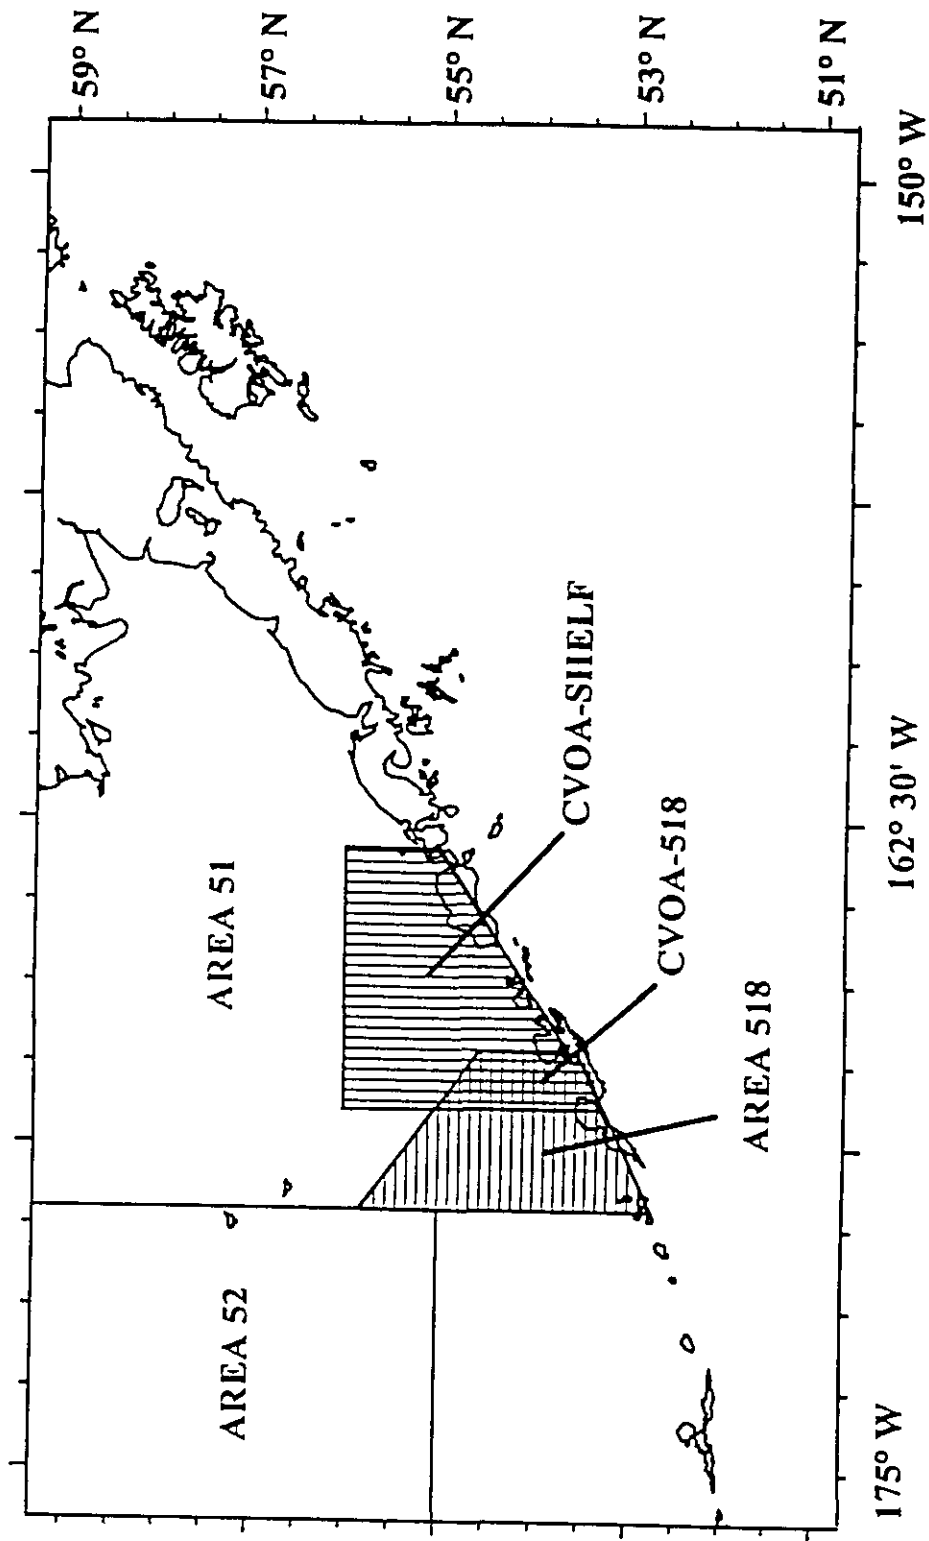 59° N
57° N
55° N
53° N
51° N
AREA 52
AREA 51
CVOA-SHELF
CVOA-518
AREA 518
175° W
162° 30' W
150° W